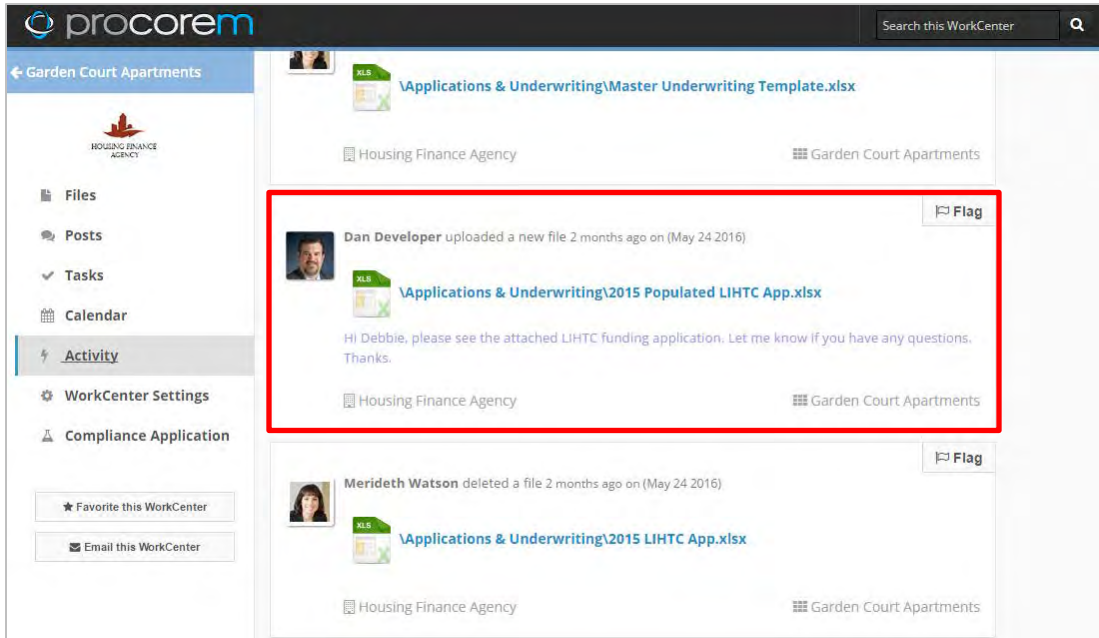 procorem
Search this WorkCenter
Garden Court Apartments
HOUSING FINANCE
AGENCY
Files
Posts
Tasks
Calendar
Activity
WorkCenter Settings
Compliance Application
Favorite this WorkCenter
Email this WorkCenter
XLS
\Applications & Underwriting\Master Underwriting Template.xlsx
Housing Finance Agency
Garden Court Apartments
Flag
Dan Developer uploaded a new file 2 months ago on (May 24 2016)
XLS
\Applications & Underwriting\2015 Populated LIHTC App.xlsx
Hi Debbie, please see the attached LIHTC funding application. Let me know if you have any questions.
Thanks.
Housing Finance Agency
Garden Court Apartments
Flag
Merideth Watson deleted a file 2 months ago on (May 24 2016)
XLS
\Applications & Underwriting\2015 LIHTC App.xlsx
Housing Finance Agency
Garden Court Apartments